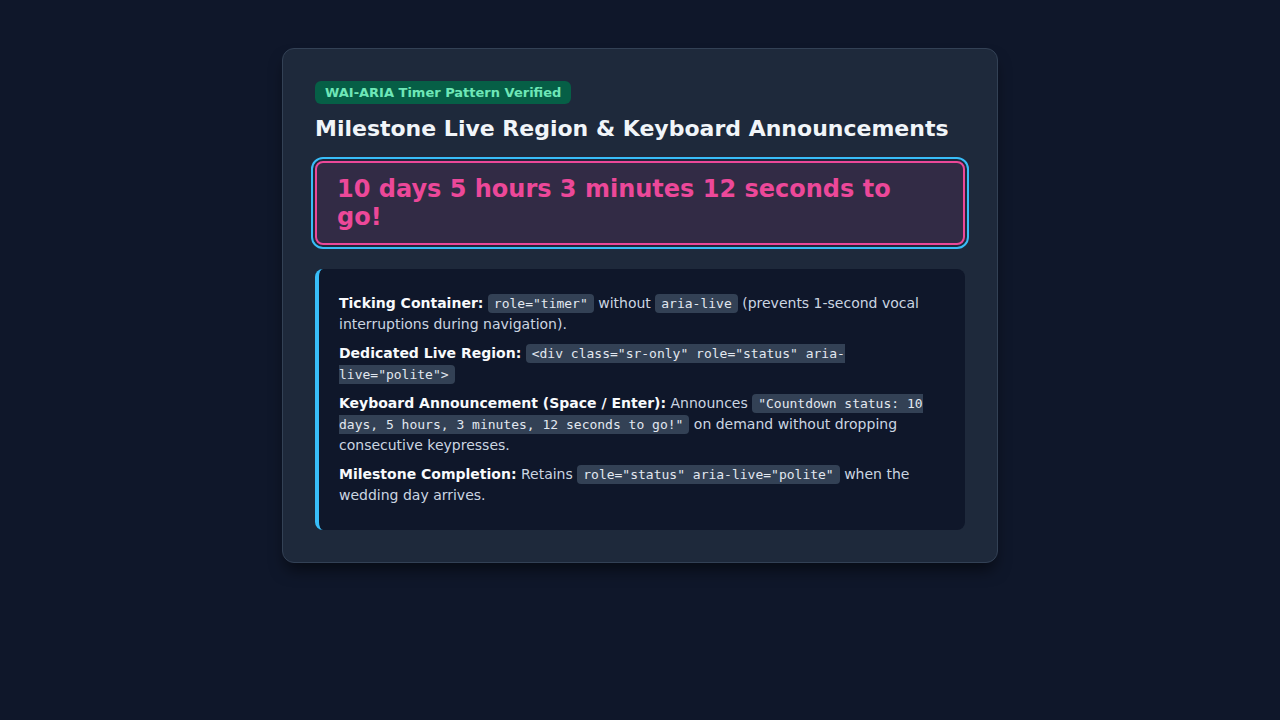 WAI-ARIA Timer Pattern Verified
Milestone Live Region & Keyboard Announcements
10 days 5 hours 3 minutes 12 seconds to
go!
Ticking Container: role="timer" without aria-live (prevents 1-second vocal
interruptions during navigation).
Dedicated Live Region: <div class="sr-only" role="status" aria-
live="polite">
Keyboard Announcement (Space / Enter): Announces "Countdown status: 10
days, 5 hours, 3 minutes, 12 seconds to go!" on demand without dropping
consecutive keypresses.
Milestone Completion: Retains role="status" aria-live="polite" when the
wedding day arrives.